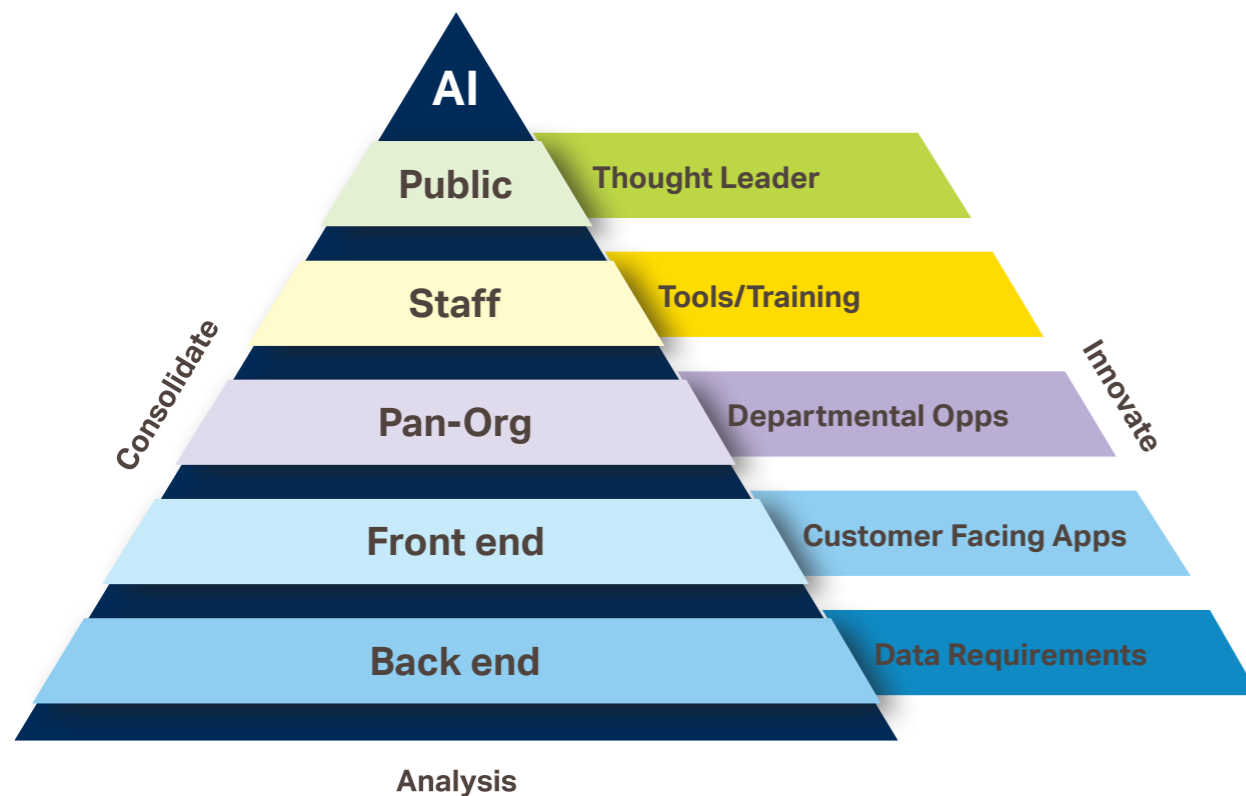 AI
Public
Thought Leader
Staff
Tools/Training
Consolidate
Innovate
Pan-Org
Departmental Opps
Front end
Customer Facing Apps
Back end
Data Requirements
Analysis